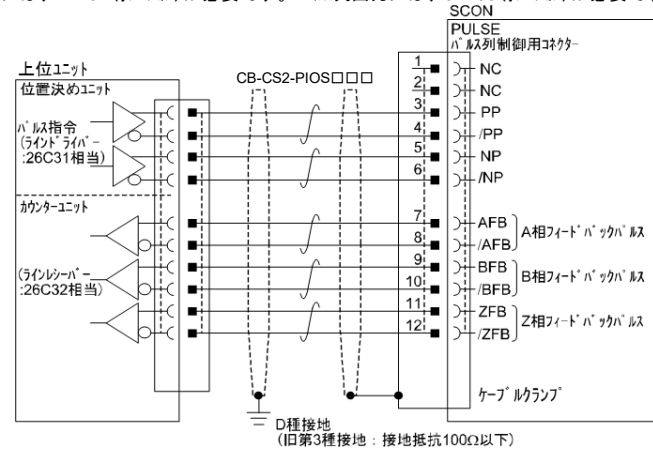 SCON
PULSE
パルス列制御用コネクター
上位ユニット
位置決めユニット
CB-CS2-PIOS□□□
パルス指令
(ラインドライバー
:26C31相当)
カウンターユニット
(ラインレシーバー
:26C32相当)
1 NC
2 NC
3 PP
4 /PP
5 NP
6 /NP
7 AFB
8 /AFB
A相フィードバックパルス
9 BFB
10 /BFB
B相フィードバックパルス
11 ZFB
12 /ZFB
Z相フィードバックパルス
ケーブルクランプ
D種接地
(旧第3種接地：接地抵抗100Ω以下)